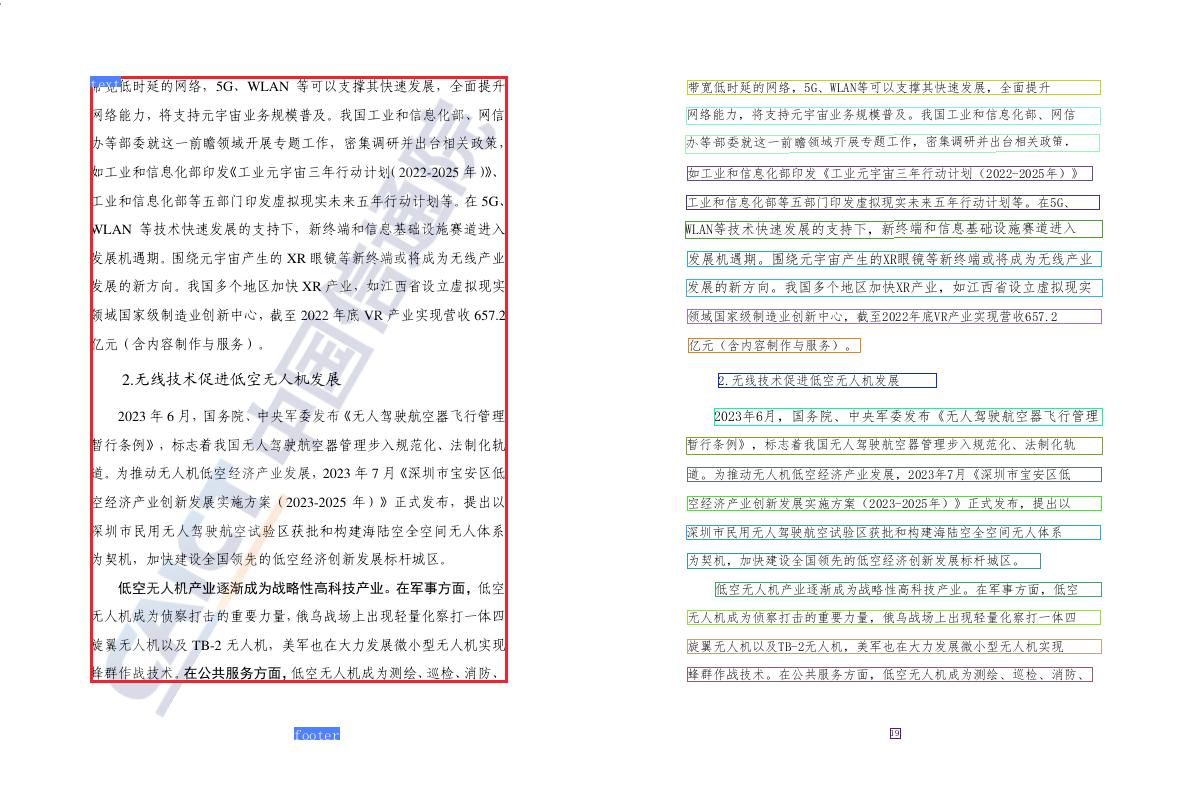 text
带宽低时延的网络，5G、WLAN 等可以支撑其快速发展，全面提升
网络能力，将支持元宇宙业务规模普及。我国工业和信息化部、网信
办等部委就这一前瞻领域开展专题工作，密集调研并出台相关政策，
如工业和信息化部印发《工业元宇宙三年行动计划（2022-2025 年）》、
工业和信息化部等五部门印发虚拟现实未来五年行动计划等。在 5G、
WLAN 等技术快速发展的支持下，新终端和信息基础设施赛道进入
发展机遇期。围绕元宇宙产生的 XR 眼镜等新终端或将成为无线产业
发展的新方向。我国多个地区加快 XR 产业，如江西省设立虚拟现实
领域国家级制造业创新中心，截至 2022 年底 VR 产业实现营收 657.2
亿元（含内容制作与服务）。
2.无线技术促进低空无人机发展
2023 年 6 月，国务院、中央军委发布《无人驾驶航空器飞行管理
暂行条例》，标志着我国无人驾驶航空器管理步入规范化、法制化轨
道。为推动无人机低空经济产业发展，2023 年 7 月《深圳市宝安区低
空经济产业创新发展实施方案（2023-2025 年）》正式发布，提出以
深圳市民用无人驾驶航空试验区获批和构建海陆空全空间无人体系
为契机，加快建设全国领先的低空经济创新发展标杆城区。
低空无人机产业逐渐成为战略性高科技产业。在军事方面，低空
无人机成为侦察打击的重要力量，俄乌战场上出现轻量化察打一体四
旋翼无人机以及 TB-2 无人机，美军也在大力发展微小型无人机实现
蜂群作战技术。在公共服务方面，低空无人机成为测绘、巡检、消防、
CAICT 中国信通院
footer
带宽低时延的网络，5G、WLAN等可以支撑其快速发展，全面提升
网络能力，将支持元宇宙业务规模普及。我国工业和信息化部、网信
办等部委就这一前瞻领域开展专题工作，密集调研并出台相关政策.
如工业和信息化部印发《工业元宇宙三年行动计划（2022-2025年）》
工业和信息化部等五部门印发虚拟现实未来五年行动计划等。在5G、
WLAN等技术快速发展的支持下，新终端和信息基础设施赛道进入
发展机遇期。围绕元宇宙产生的XR眼镜等新终端或将成为无线产业
发展的新方向。我国多个地区加快XR产业，如江西省设立虚拟现实
领域国家级制造业创新中心，截至2022年底VR产业实现营收657.2
亿元（含内容制作与服务）。
2.无线技术促进低空无人机发展
2023年6月，国务院、中央军委发布《无人驾驶航空器飞行管理
暂行条例》，标志着我国无人驾驶航空器管理步入规范化、法制化轨
道。为推动无人机低空经济产业发展，2023年7月《深圳市宝安区低
空经济产业创新发展实施方案（2023-2025年）》正式发布，提出以
深圳市民用无人驾驶航空试验区获批和构建海陆空全空间无人体系
为契机，加快建设全国领先的低空经济创新发展标杆城区。
低空无人机产业逐渐成为战略性高科技产业。在军事方面，低空
无人机成为侦察打击的重要力量，俄乌战场上出现轻量化察打一体四
旋翼无人机以及TB-2无人机，美军也在大力发展微小型无人机实现
蜂群作战技术。在公共服务方面，低空无人机成为测绘、巡检、消防、
19